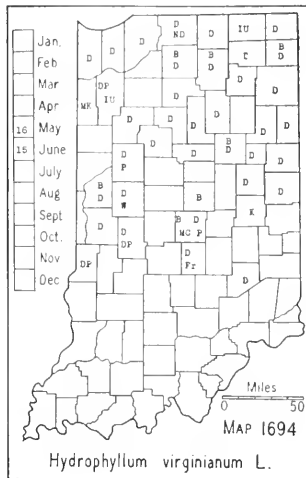 Jan.
Feb
Mar
Apr
16 May
15 June
July
Aug
Sept
Oct.
Nov
Dec
D
ND
IU D
D D D
B D
B D
B D
DP
IU
MK
D D
D D D
D D D
D
B D
D
P
D
D
W
B
D
B
D
D
D
DP
B D
MC P
K
DP
D
Fr
D
Miles
0 50
MAP 1694
Hydrophyllum virginianum L.